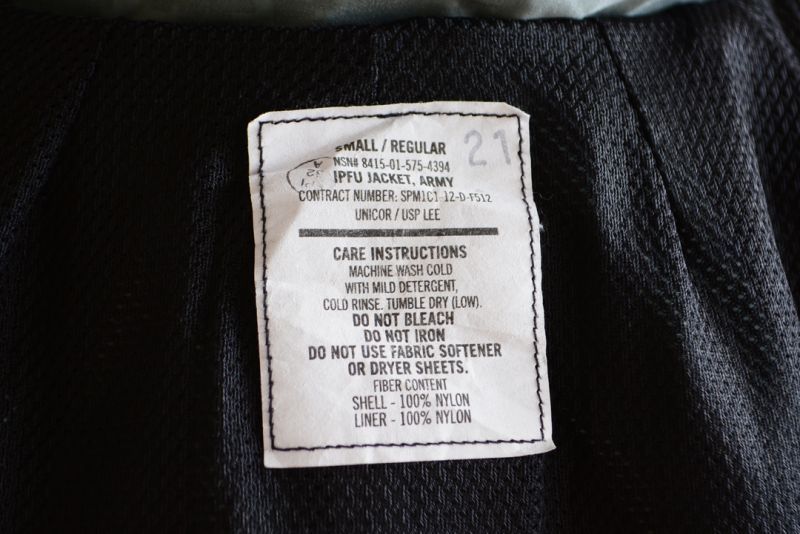 SMALL / REGULAR 21
NSN# 8415-01-575-4394
IPFU JACKET, ARMY
CONTRACT NUMBER: SPM1C1-12-D-F512
UNICOR / USP LEE
CARE INSTRUCTIONS
MACHINE WASH COLD
WITH MILD DETERGENT,
COLD RINSE. TUMBLE DRY (LOW).
DO NOT BLEACH
DO NOT IRON
DO NOT USE FABRIC SOFTENER
OR DRYER SHEETS.
FIBER CONTENT
SHELL - 100% NYLON
LINER - 100% NYLON